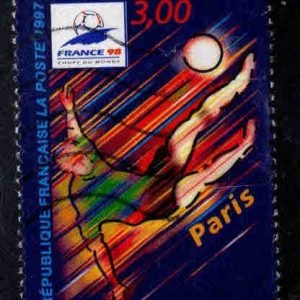 3,00
FRANCE 98
COUPE DU MONDE
RÉPUBLIQUE FRANÇAISE LA POSTE 1997
Paris